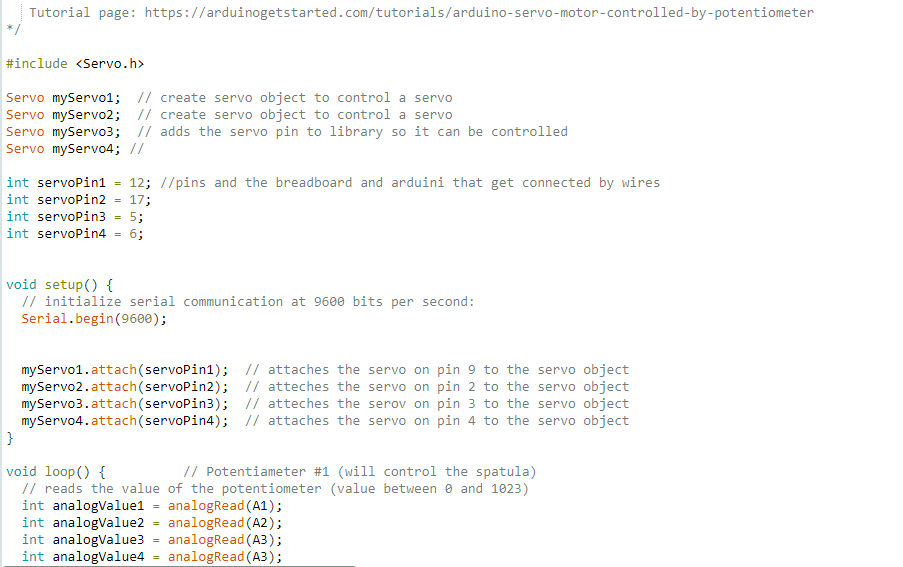 Tutorial page: https://arduinogetstarted.com/tutorials/arduino-servo-motor-controlled-by-potentiometer
*/
#include <Servo.h>
Servo myServo1;  // create servo object to control a servo
Servo myServo2;  // create servo object to control a servo
Servo myServo3;  // adds the servo pin to library so it can be controlled
Servo myServo4; //
int servoPin1 = 12; //pins and the breadboard and arduini that get connected by wires
int servoPin2 = 17;
int servoPin3 = 5;
int servoPin4 = 6;
void setup() {
// initialize serial communication at 9600 bits per second:
Serial.begin(9600);
myServo1.attach(servoPin1);  // attaches the servo on pin 9 to the servo object
myServo2.attach(servoPin2);  // atteches the servo on pin 2 to the servo object
myServo3.attach(servoPin3);  // atteches the serov on pin 3 to the servo object
myServo4.attach(servoPin4);  // attaches the servo on pin 4 to the servo object
}
void loop() {          // Potentiameter #1 (will control the spatula)
// reads the value of the potentiometer (value between 0 and 1023)
int analogValue1 = analogRead(A1);
int analogValue2 = analogRead(A2);
int analogValue3 = analogRead(A3);
int analogValue4 = analogRead(A3);